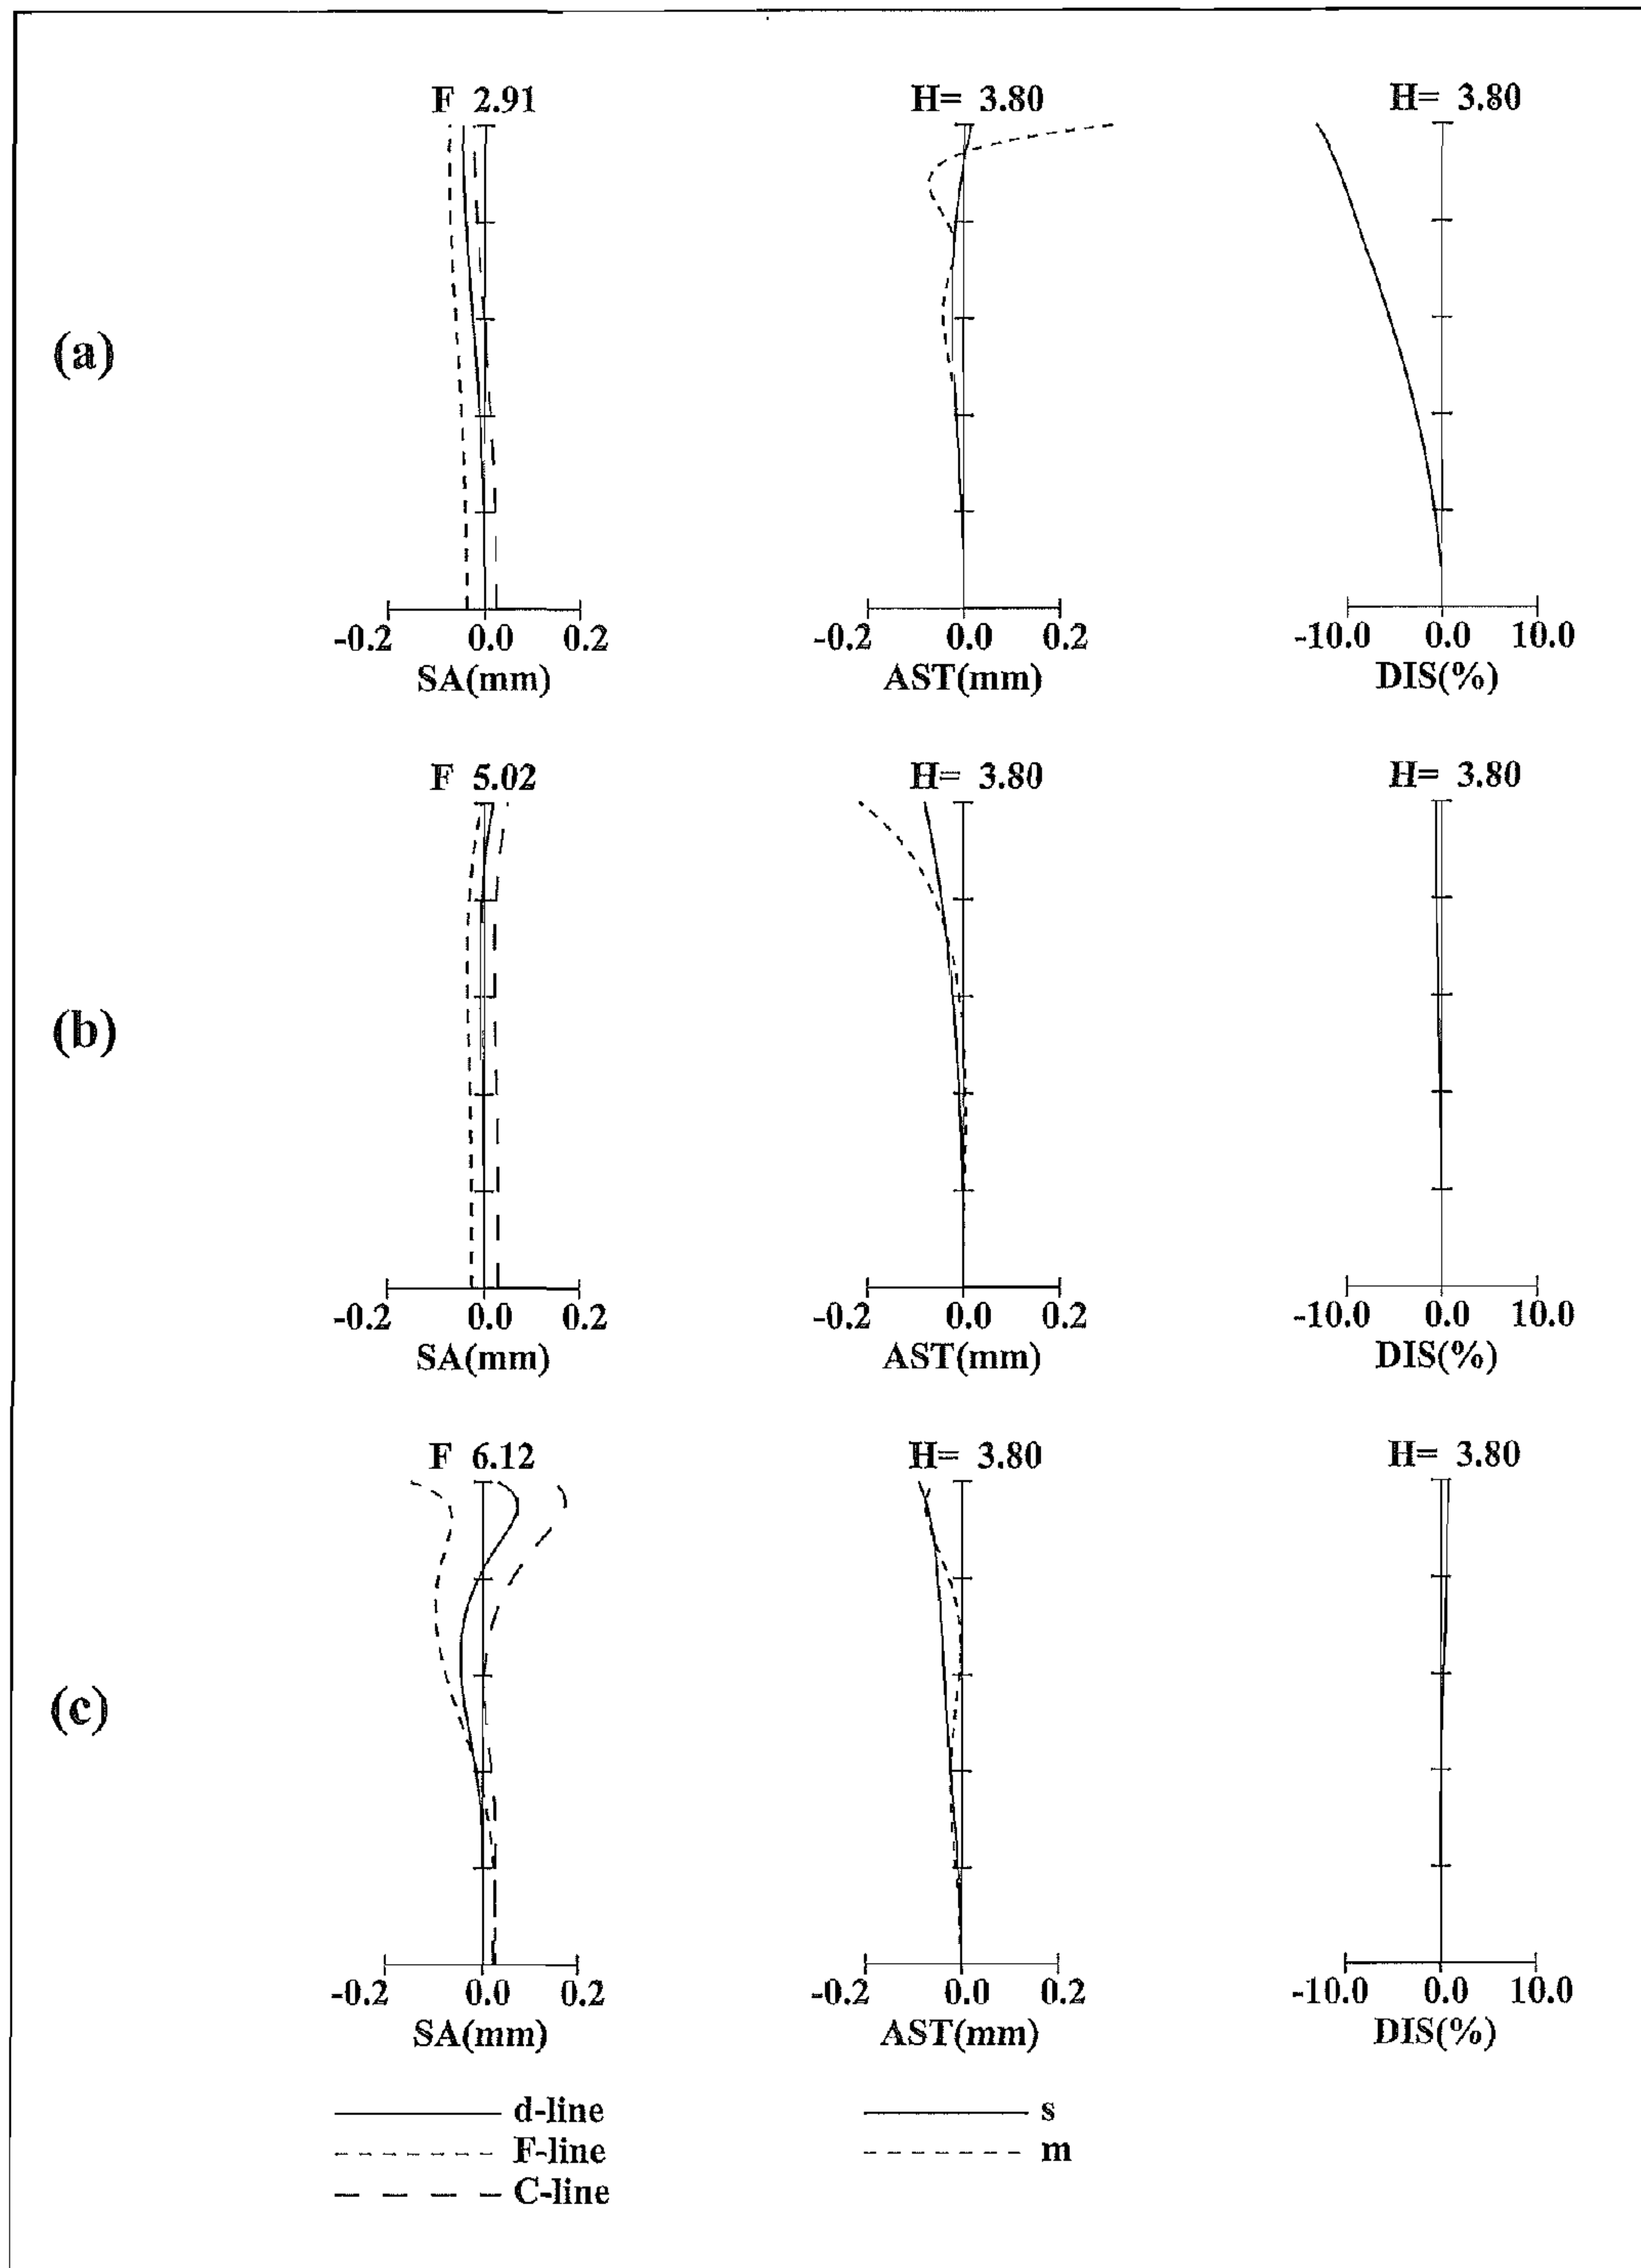 F 2.91 H= 3.80 H= 3.80
(a)
-0.2 0.0 0.2 -0.2 0.0 0.2 -10.0 0.0 10.0
SA(mm) AST(mm) DIS(%)
F 5.02 H= 3.80 H= 3.80
(b)
-0.2 0.0 0.2 -0.2 0.0 0.2 -10.0 0.0 10.0
SA(mm) AST(mm) DIS(%)
F 6.12 H= 3.80 H= 3.80
(c)
-0.2 0.0 0.2 -0.2 0.0 0.2 -10.0 0.0 10.0
SA(mm) AST(mm) DIS(%)
d-line s
F-line m
C-line